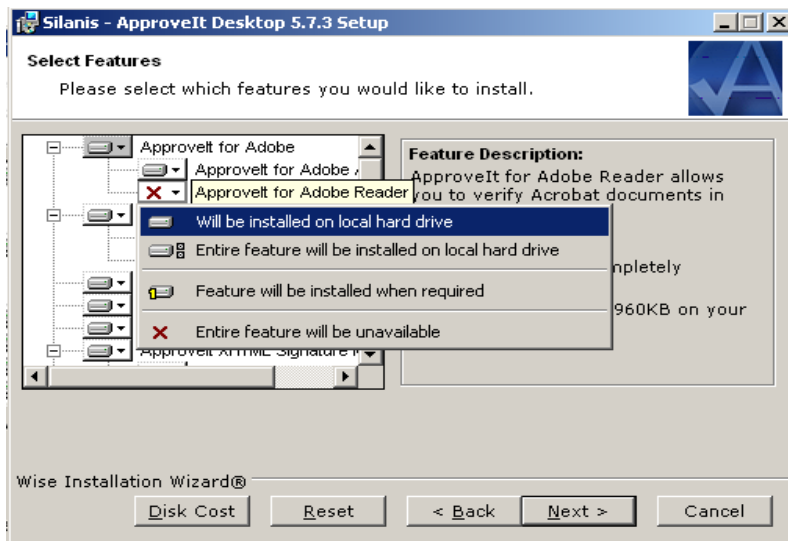 Silanis - ApproveIt Desktop 5.7.3 Setup
Select Features
Please select which features you would like to install.
ApproveIt for Adobe
ApproveIt for Adobe
ApproveIt for Adobe Reader
Will be installed on local hard drive
Entire feature will be installed on local hard drive
Feature will be installed when required
Entire feature will be unavailable
ApproveIt XHTML Signature
Feature Description:
ApproveIt for Adobe Reader allows
you to verify Acrobat documents in
960KB on your
Wise Installation Wizard®
Disk Cost
Reset
< Back
Next >
Cancel